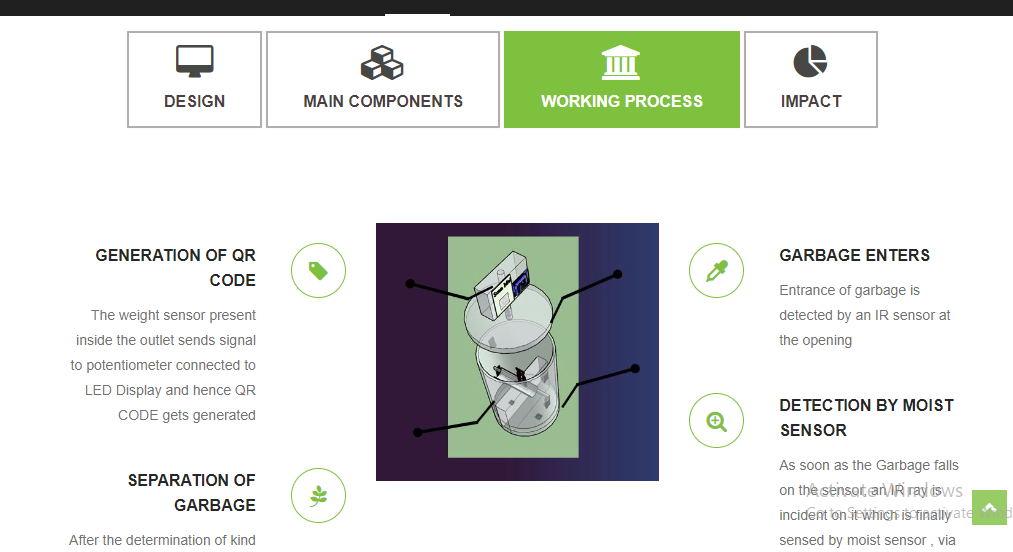 DESIGN
MAIN COMPONENTS
WORKING PROCESS
IMPACT
GENERATION OF QR
CODE
The weight sensor present
inside the outlet sends signal
to potentiometer connected to
LED Display and hence QR
CODE gets generated
SEPARATION OF
GARBAGE
After the determination of kind
GARBAGE ENTERS
Entrance of garbage is
detected by an IR sensor at
the opening
DETECTION BY MOIST
SENSOR
As soon as the Garbage falls
on the sensor, an IR ray is
incident on it which is finally
sensed by moist sensor , via
Activate Windows
Go to Settings to activate